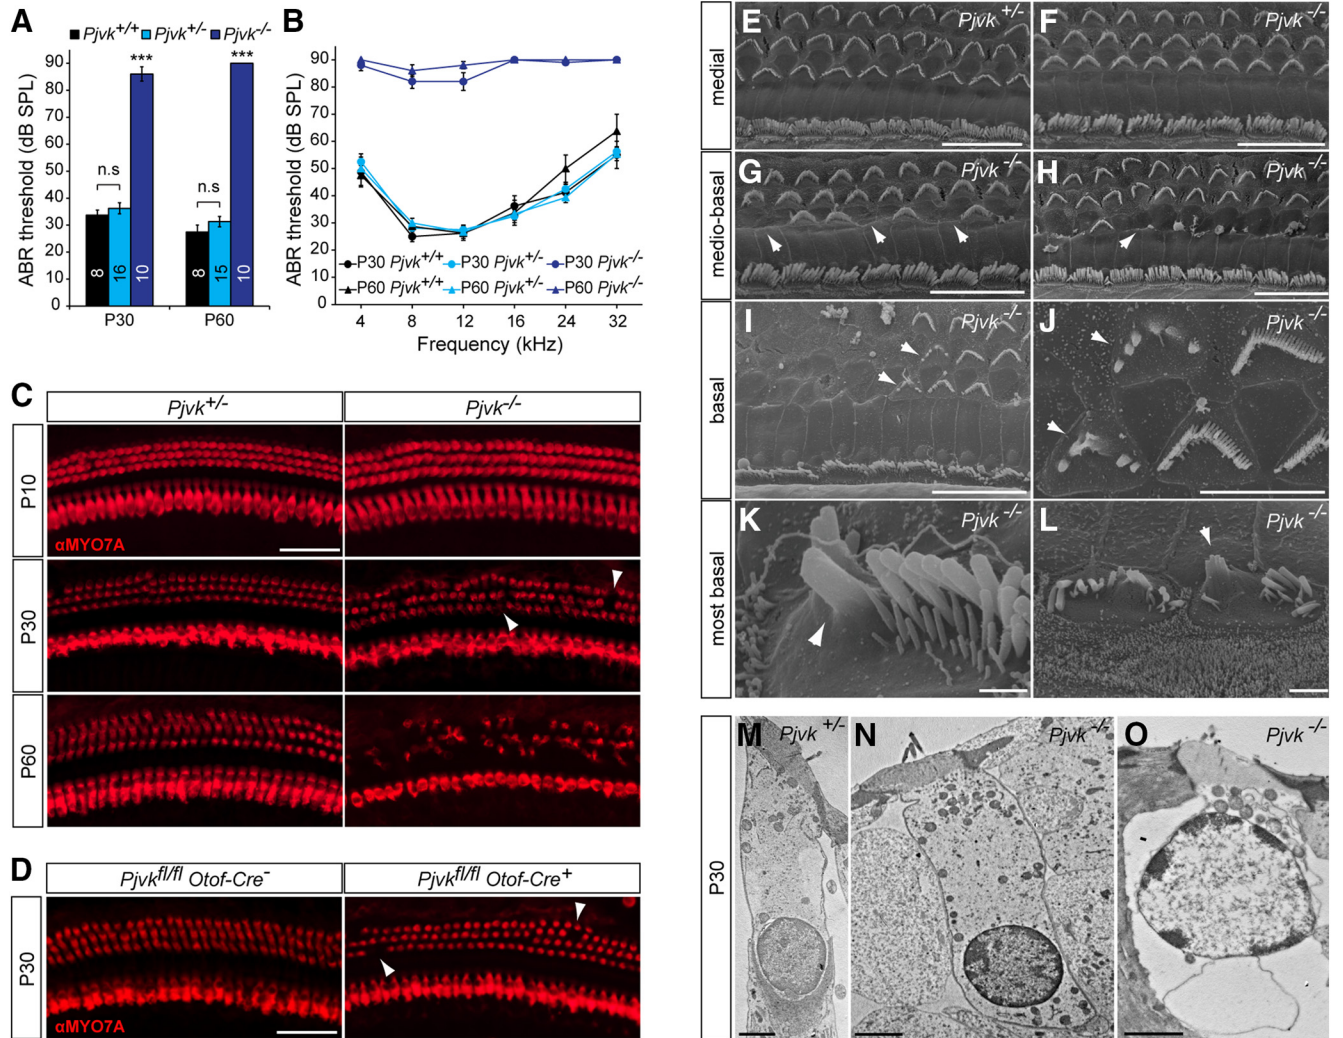 A
Pjvk+/+ Pjvk+/- Pjvk-/-
ABR threshold (dB SPL)
90
80
70
60
50
40
30
20
10
0
***
***
n.s
n.s
8
16
10
8
15
10
P30
P60
B
ABR threshold (dB SPL)
90
80
70
60
50
40
30
20
10
0
P30 Pjvk+/+ P30 Pjvk+/- P30 Pjvk-/-
P60 Pjvk+/+ P60 Pjvk+/- P60 Pjvk-/-
4 8 12 16 24 32
Frequency (kHz)
C
Pjvk+/-
Pjvk-/-
P10
αMYO7A
P30
P60
D
Pjvkfl/fl Otof-Cre-
Pjvkfl/fl Otof-Cre+
P30
αMYO7A
medial
E
Pjvk +/-
F
Pjvk -/-
medio-basal
G
Pjvk -/-
H
Pjvk -/-
basal
I
Pjvk -/-
J
Pjvk -/-
most basal
K
Pjvk -/-
L
Pjvk -/-
P30
M
Pjvk +/-
N
Pjvk -/-
O
Pjvk -/-